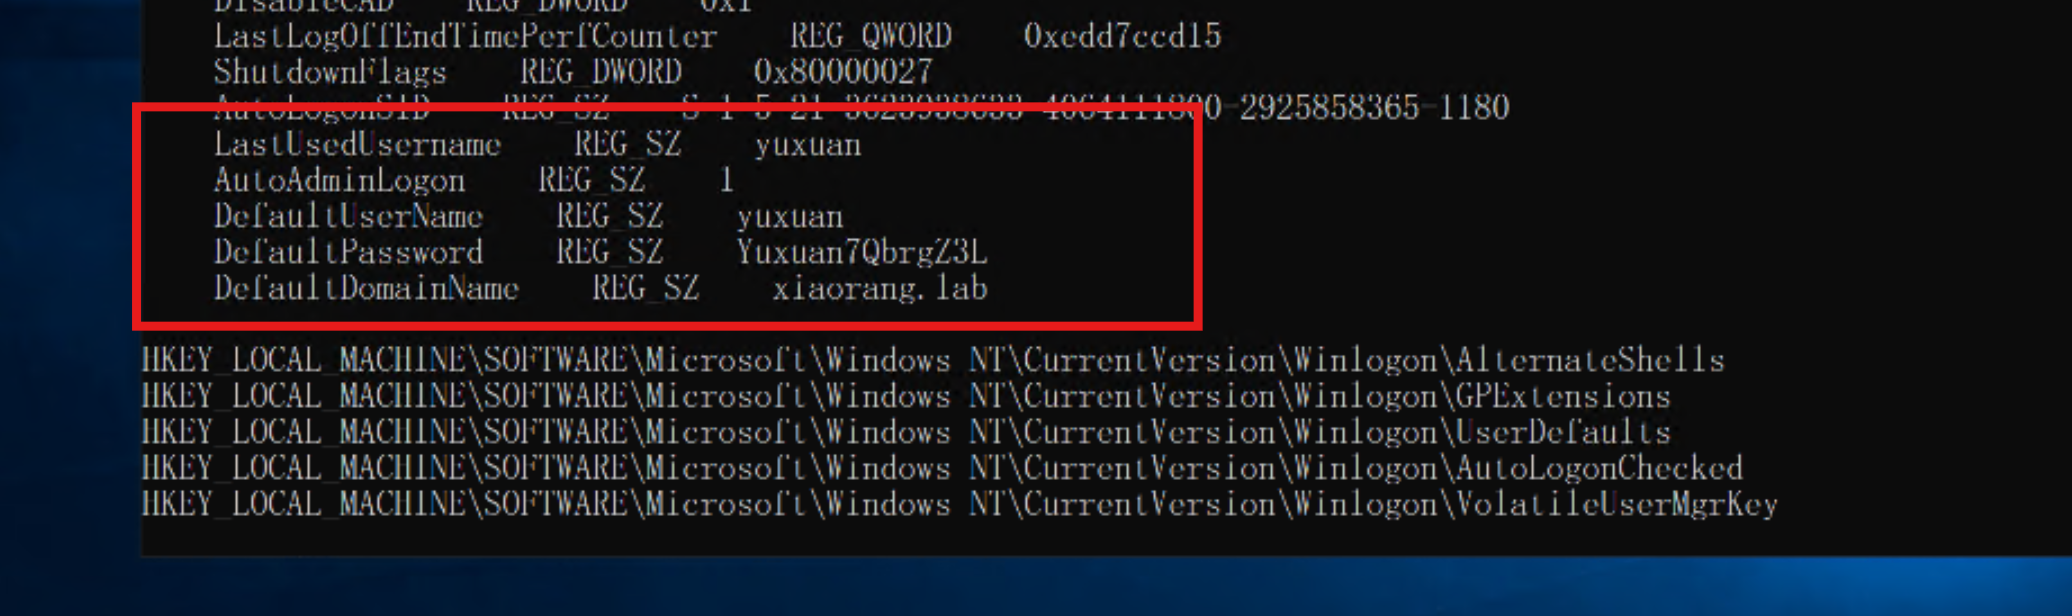 DisableCAD    REG_DWORD    0x1
LastLogOffEndTimePerfCounter    REG_QWORD    0xedd7ccd15
ShutdownFlags    REG_DWORD    0x80000027
AutoLogonSID    REG_SZ    S-1-5-21-3623938633-4064111800-2925858365-1180
LastUsedUsername    REG_SZ    yuxuan
AutoAdminLogon    REG_SZ    1
DefaultUserName    REG_SZ    yuxuan
DefaultPassword    REG_SZ    Yuxuan7QbrgZ3L
DefaultDomainName    REG_SZ    xiaorang.lab
HKEY_LOCAL_MACHINE\SOFTWARE\Microsoft\Windows NT\CurrentVersion\Winlogon\AlternateShells
HKEY_LOCAL_MACHINE\SOFTWARE\Microsoft\Windows NT\CurrentVersion\Winlogon\GPExtensions
HKEY_LOCAL_MACHINE\SOFTWARE\Microsoft\Windows NT\CurrentVersion\Winlogon\UserDefaults
HKEY_LOCAL_MACHINE\SOFTWARE\Microsoft\Windows NT\CurrentVersion\Winlogon\AutoLogonChecked
HKEY_LOCAL_MACHINE\SOFTWARE\Microsoft\Windows NT\CurrentVersion\Winlogon\VolatileUserMgrKey